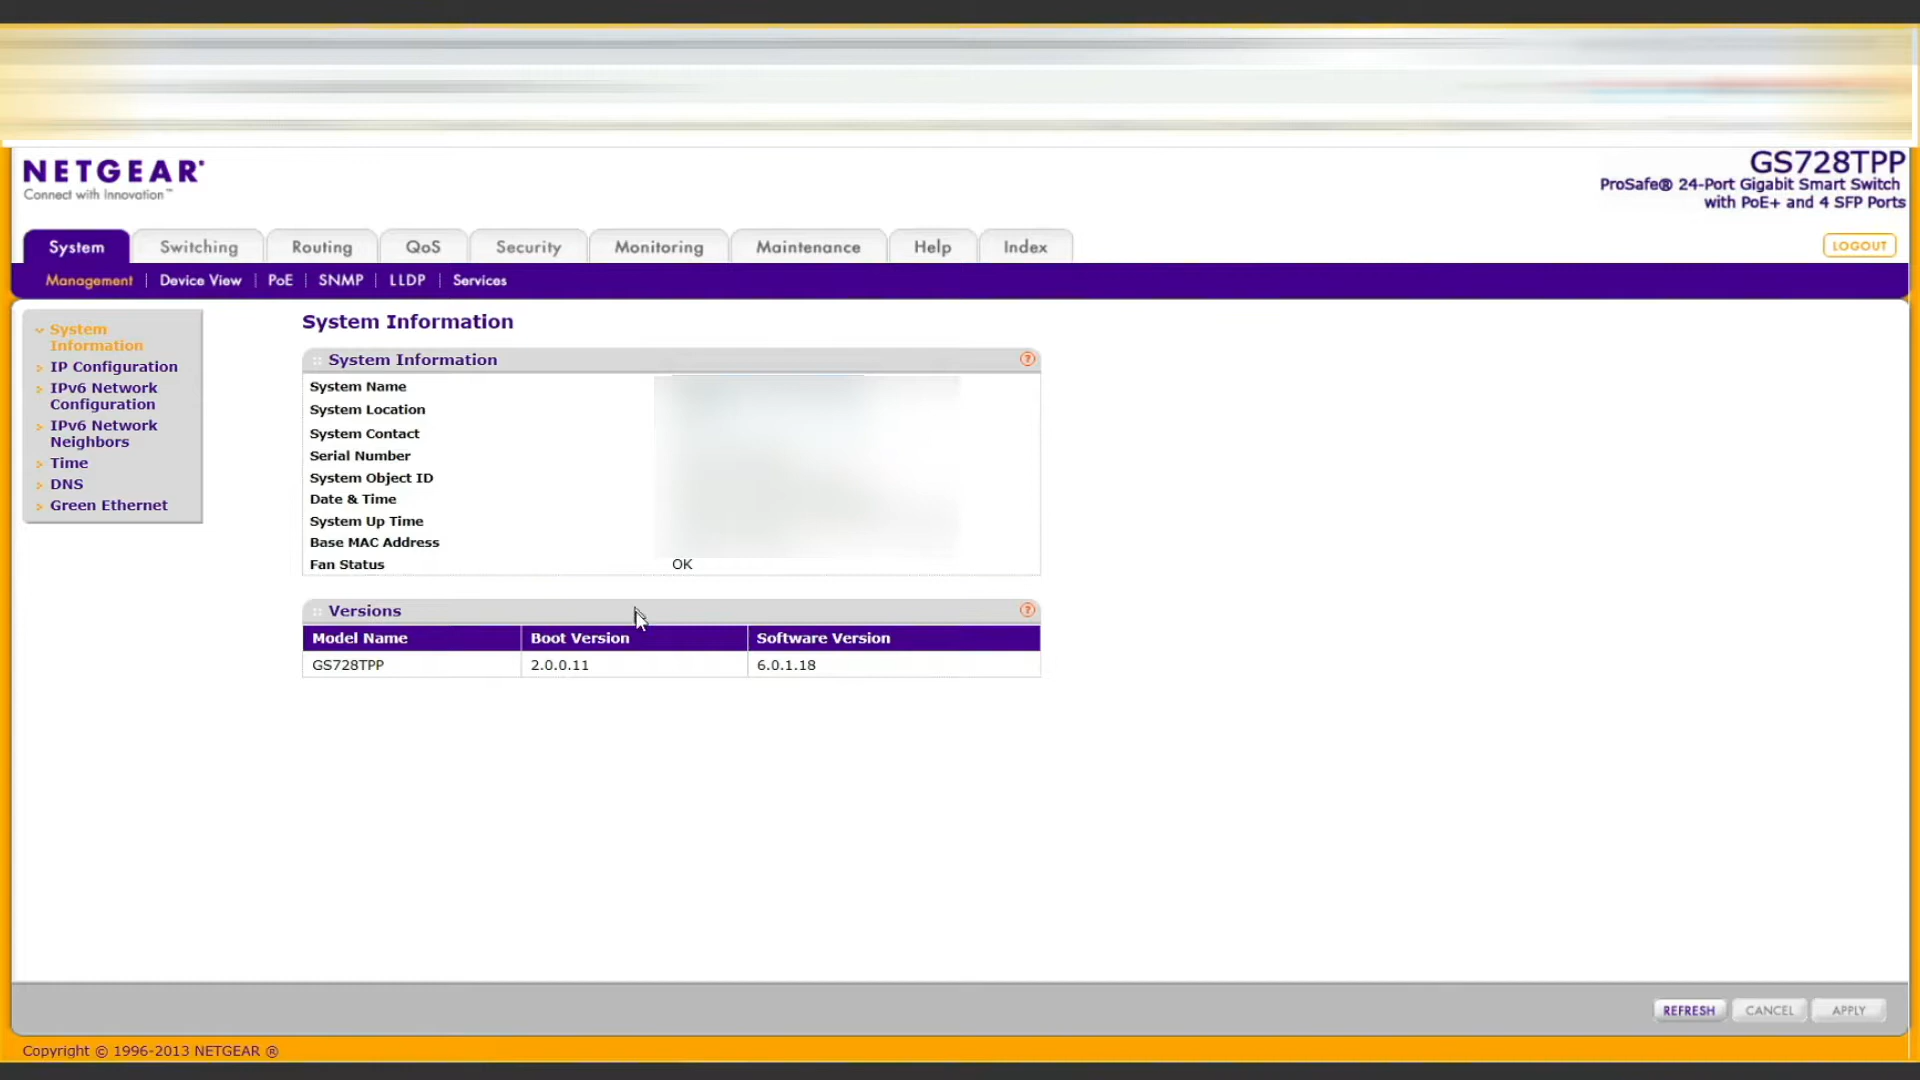 NETGEAR®
Connect with Innovation™
GS728TPP
ProSafe® 24-Port Gigabit Smart Switch
with PoE+ and 4 SFP Ports
System Switching Routing QoS Security Monitoring Maintenance Help Index LOGOUT
Management Device View PoE SNMP LLDP Services
System
Information
IP Configuration
IPv6 Network
Configuration
IPv6 Network
Neighbors
Time
DNS
Green Ethernet
System Information
System Information ?
System Name
System Location
System Contact
Serial Number
System Object ID
Date & Time
System Up Time
Base MAC Address
Fan Status OK
Versions ?
Model Name Boot Version Software Version
GS728TPP 2.0.0.11 6.0.1.18
REFRESH CANCEL APPLY
Copyright © 1996-2013 NETGEAR ®